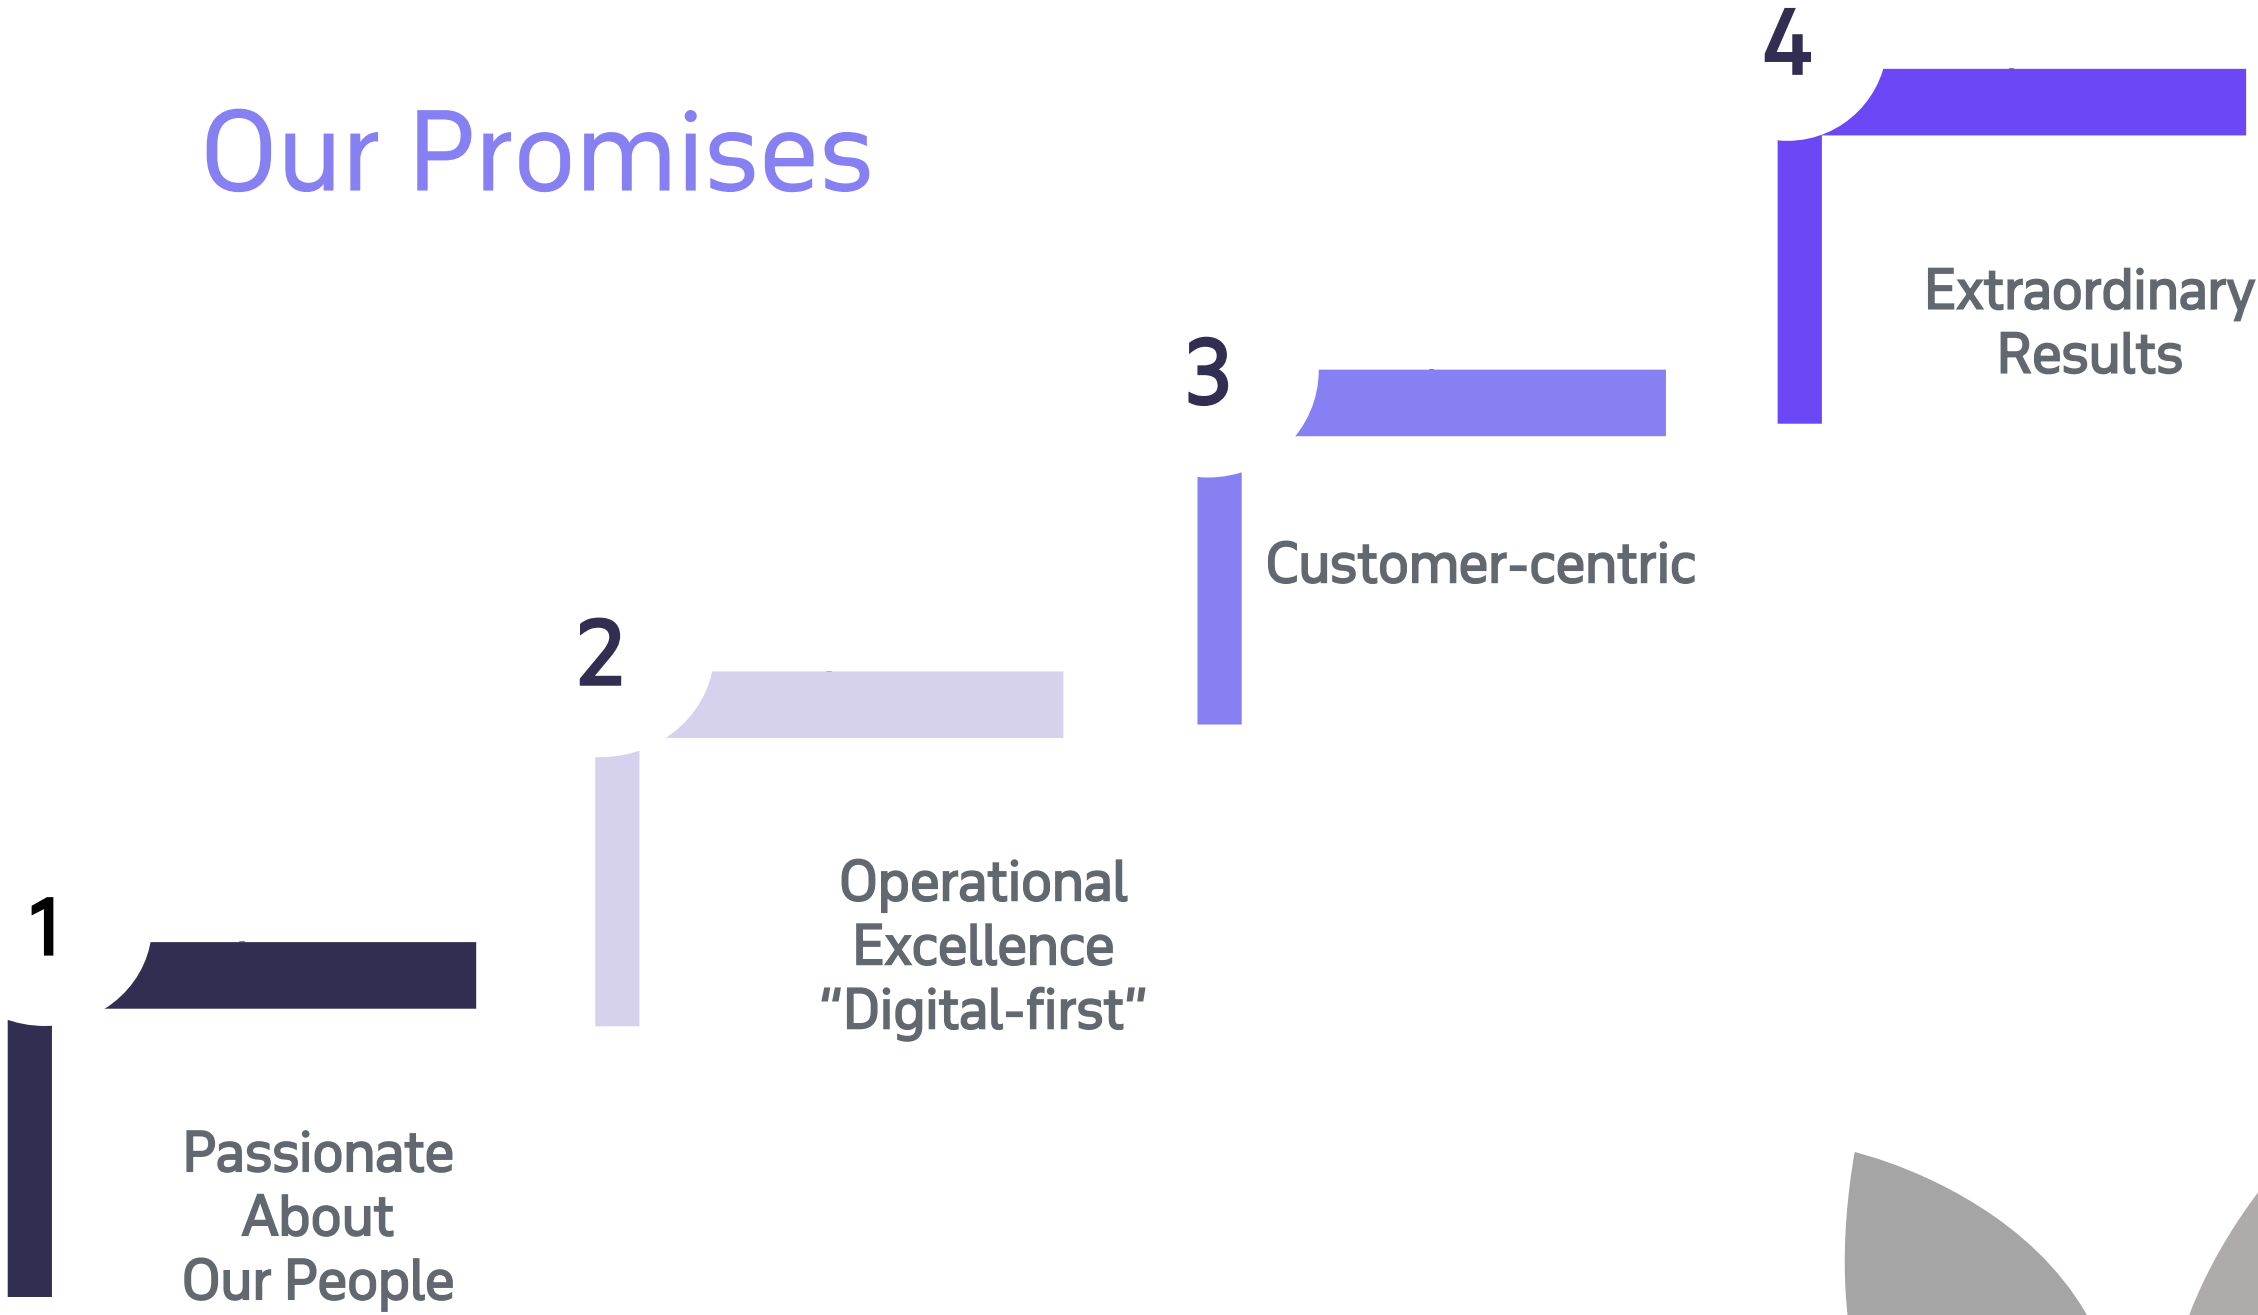 Our Promises
1
Passionate
About
Our People
2
Operational
Excellence
“Digital-first”
3
Customer-centric
4
Extraordinary
Results